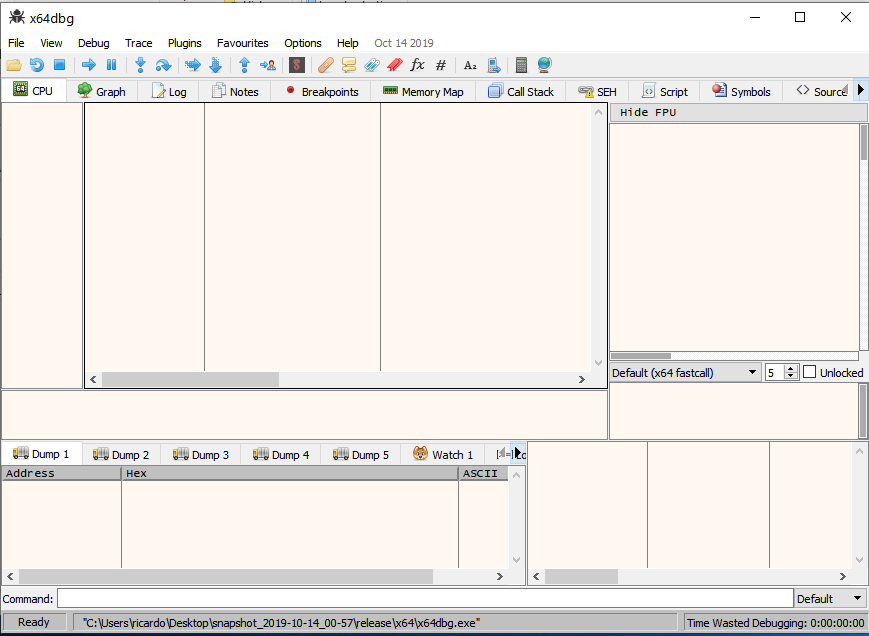 x64dbg
File View Debug Trace Plugins Favourites Options Help Oct 14 2019
CPU Graph Log Notes Breakpoints Memory Map Call Stack SEH Script Symbols Source
Hide FPU
Default (x64 fastcall) 5 Unlocked
Dump 1 Dump 2 Dump 3 Dump 4 Dump 5 Watch 1
Address Hex ASCII
Command: Default
Ready "C:\Users\ricardo\Desktop\snapshot_2019-10-14_00-57\release\x64\x64dbg.exe" Time Wasted Debugging: 0:00:00:00